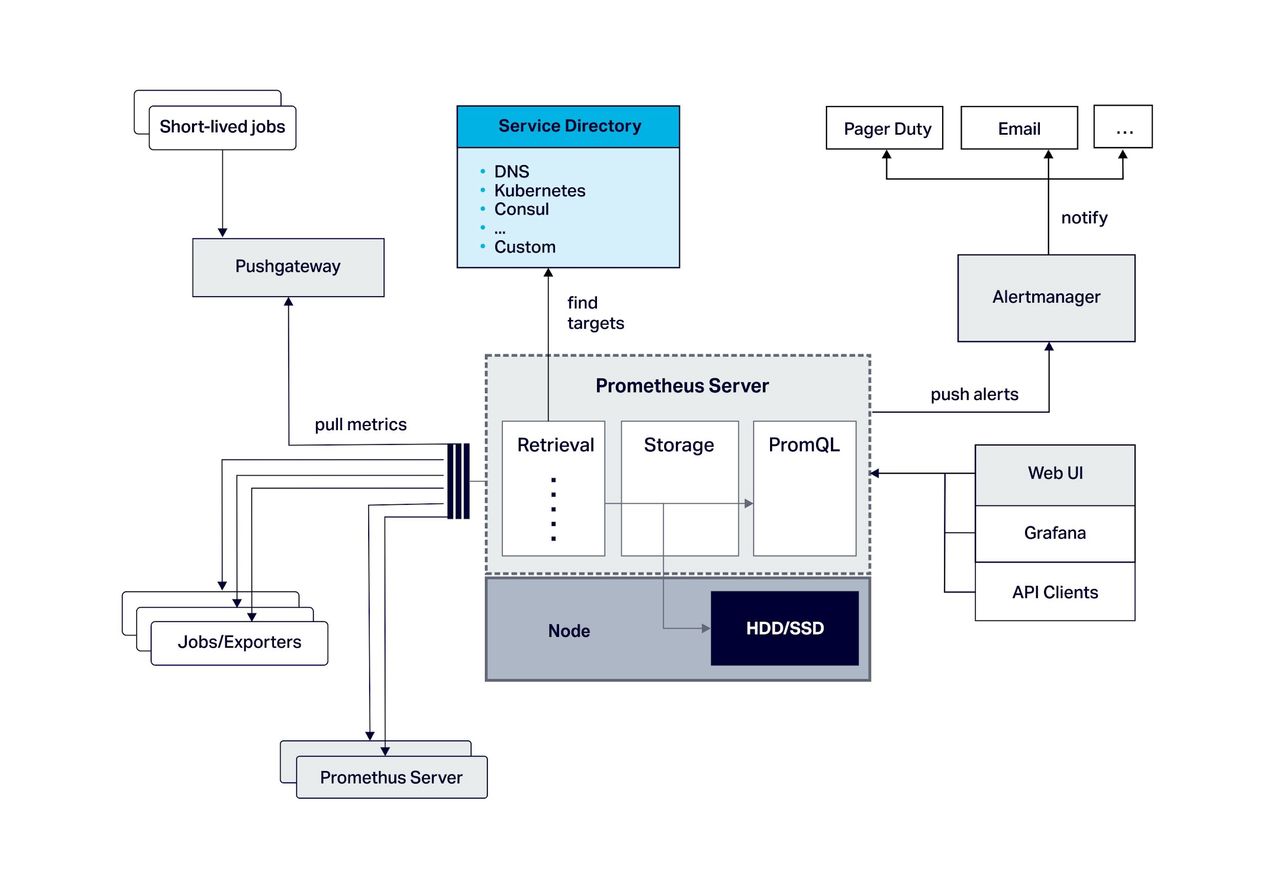 Short-lived jobs
Service Directory
• DNS
• Kubernetes
• Consul
• ...
• Custom
Pager Duty
Email
...
notify
Pushgateway
Alertmanager
find
targets
push alerts
pull metrics
Prometheus Server
Retrieval
Storage
PromQL
Web UI
Grafana
API Clients
Node
HDD/SSD
Jobs/Exporters
Promethus Server